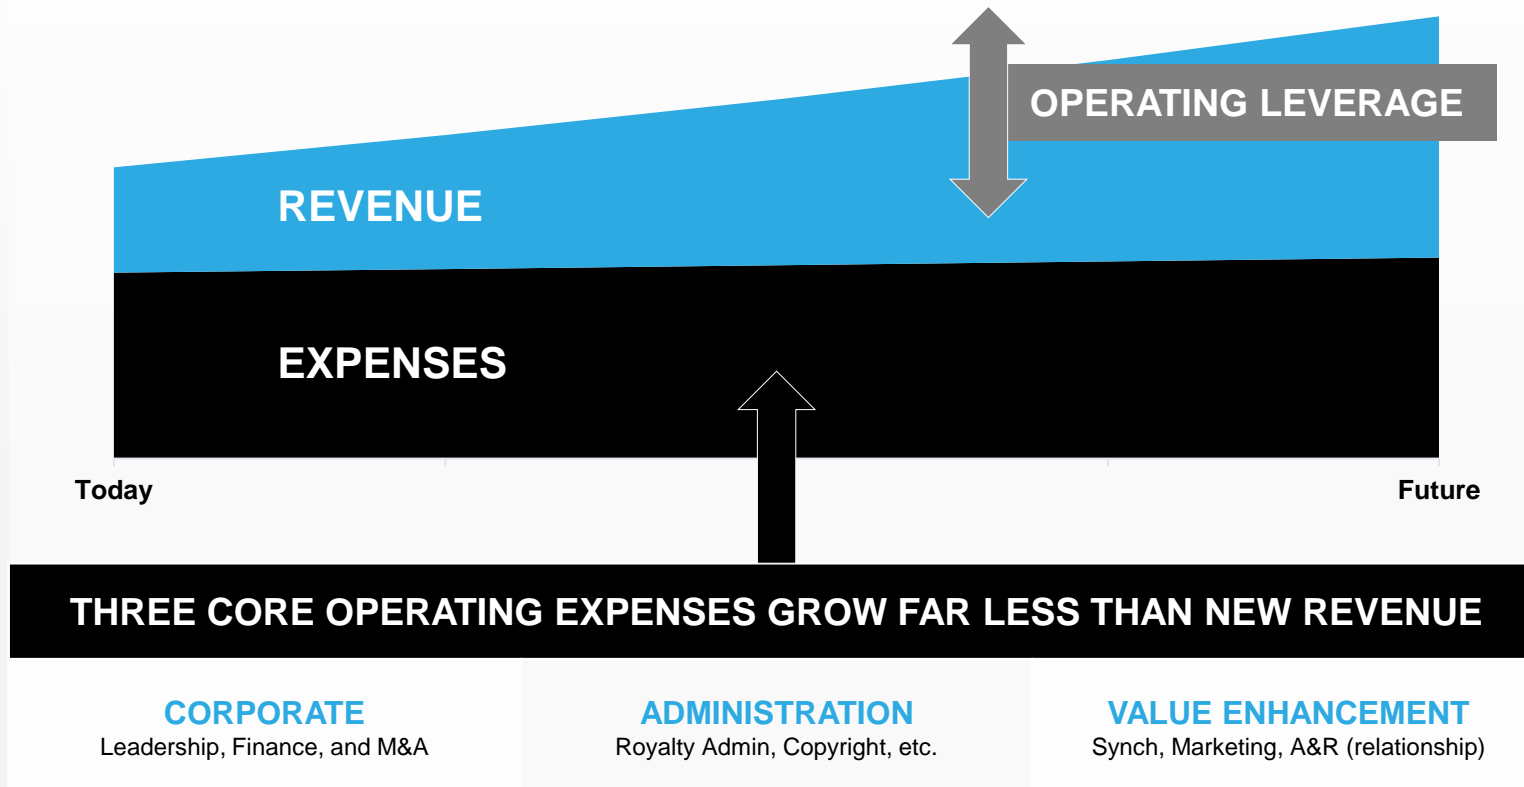 OPERATING LEVERAGE
REVENUE
EXPENSES
Today
Future
THREE CORE OPERATING EXPENSES GROW FAR LESS THAN NEW REVENUE
CORPORATE
Leadership, Finance, and M&A
ADMINISTRATION
Royalty Admin, Copyright, etc.
VALUE ENHANCEMENT
Synch, Marketing, A&R (relationship)